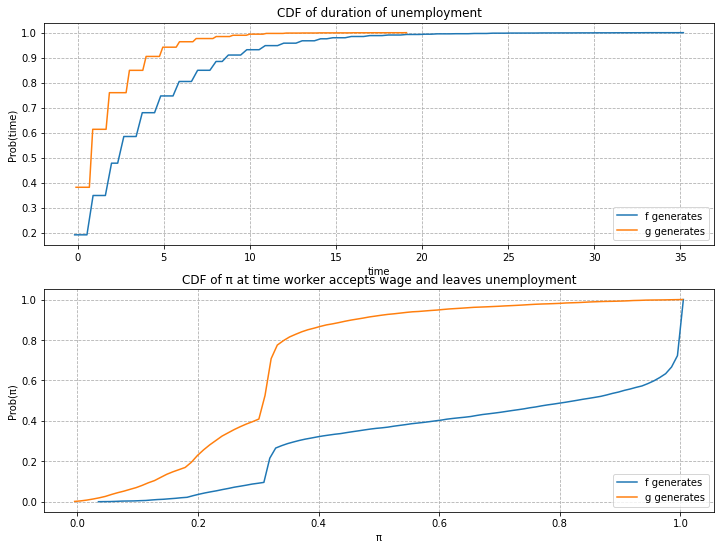 CDF of duration of unemployment
1.0
0.9
0.8
0.7
0.6
0.5
0.4
0.3
0.2
Prob(time)
f generates
g generates
0 5 10 15 20 25 30 35
time
CDF of π at time worker accepts wage and leaves unemployment
1.0
0.8
0.6
0.4
0.2
0.0
Prob(π)
f generates
g generates
0.0 0.2 0.4 0.6 0.8 1.0
π